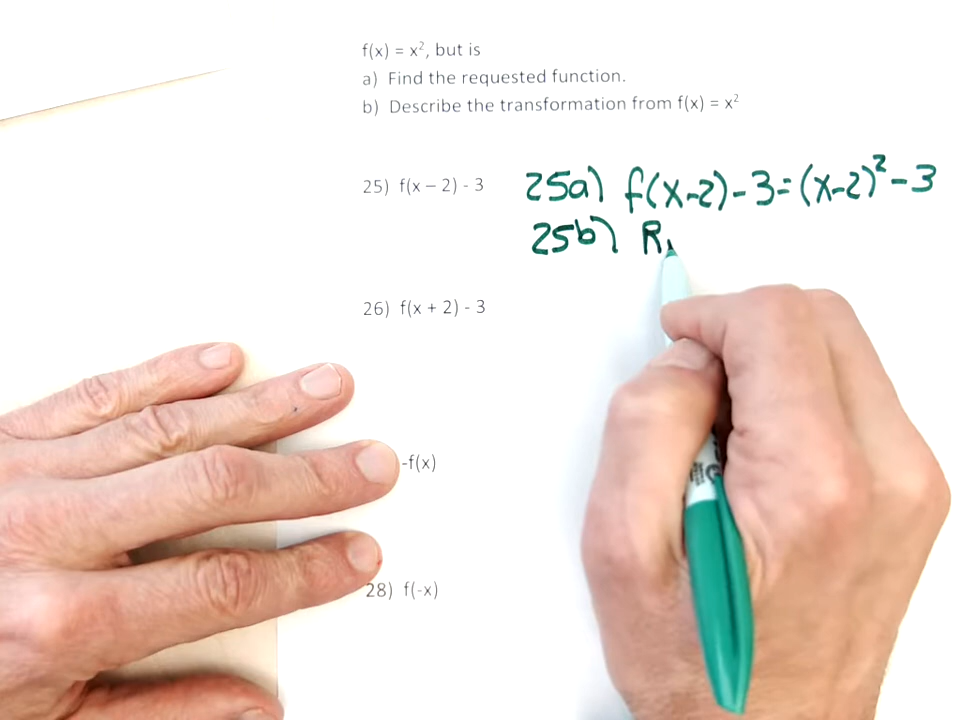 f(x) = x², but is
a) Find the requested function.
b) Describe the transformation from f(x) = x²
25) f(x – 2) - 3
25a) f(x-2)-3=(x-2)²-3
25b) R
26) f(x + 2) - 3
-f(x)
28) f(-x)